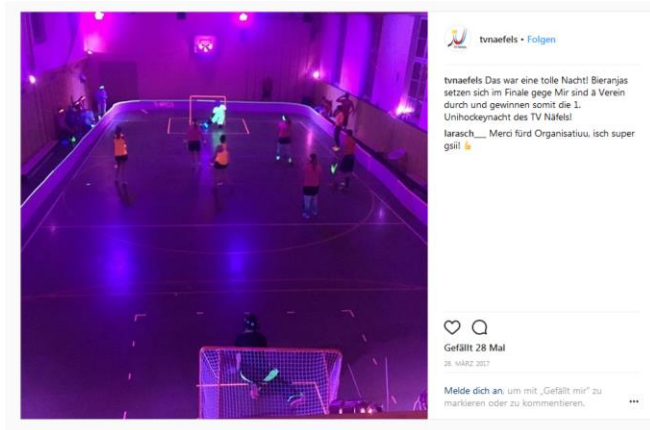 tvnaefels • Folgen
tvnaefels Das war eine tolle Nacht! Bieranjas
setzen sich im Finale gege Mir sind ä Verein
durch und gewinnen somit die 1.
Unihockeynacht des TV Näfels!
larasch__ Merci fürd Organisatiuu, isch super
gsii! 👍
Gefällt 28 Mal
26. MÄRZ 2017
Melde dich an, um mit „Gefällt mir“ zu
markieren oder zu kommentieren.